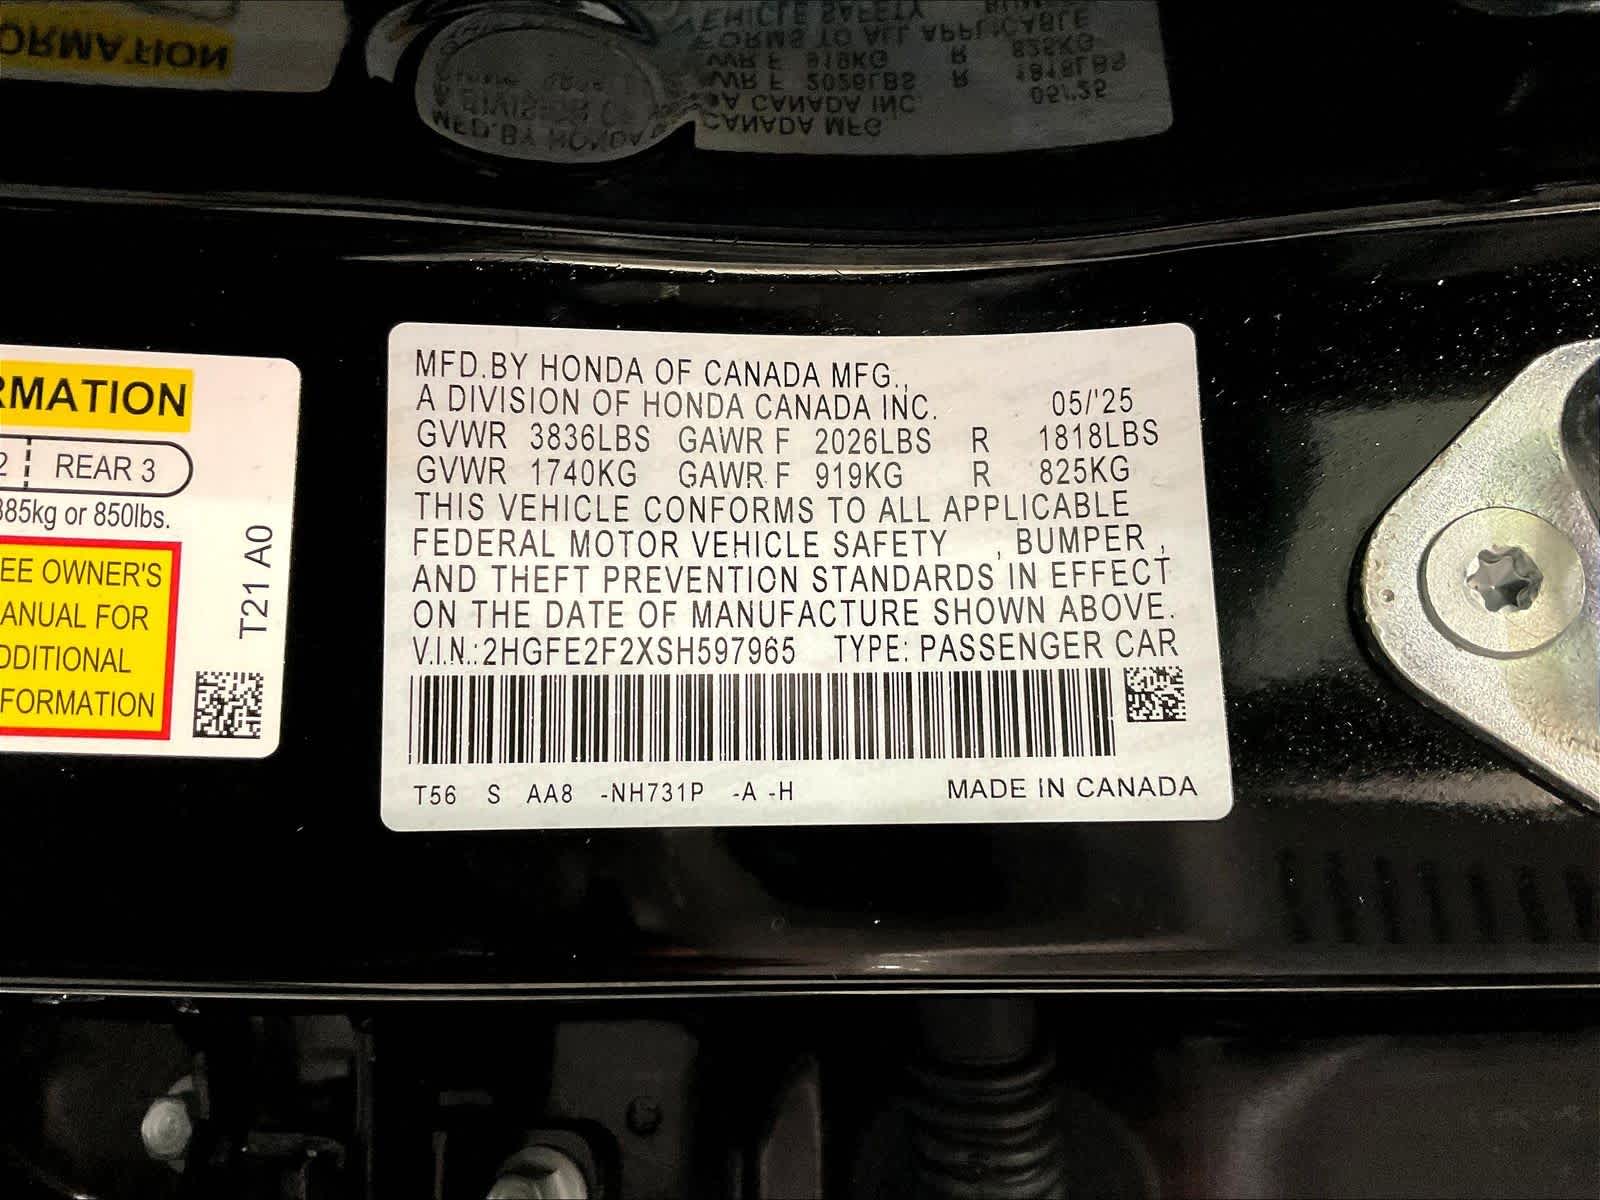 RMATION
2 REAR 3
385kg or 850lbs.
EE OWNER'S
ANUAL FOR
DDITIONAL
FORMATION
T21 A0
MFD.BY HONDA OF CANADA MFG.,
A DIVISION OF HONDA CANADA INC. 05/'25
GVWR 3836LBS GAWR F 2026LBS R 1818LBS
GVWR 1740KG GAWR F 919KG R 825KG
THIS VEHICLE CONFORMS TO ALL APPLICABLE
FEDERAL MOTOR VEHICLE SAFETY , BUMPER ,
AND THEFT PREVENTION STANDARDS IN EFFECT
ON THE DATE OF MANUFACTURE SHOWN ABOVE.
V.I.N.:2HGFE2F2XSH597965 TYPE: PASSENGER CAR
T56 S AA8 -NH731P -A -H MADE IN CANADA